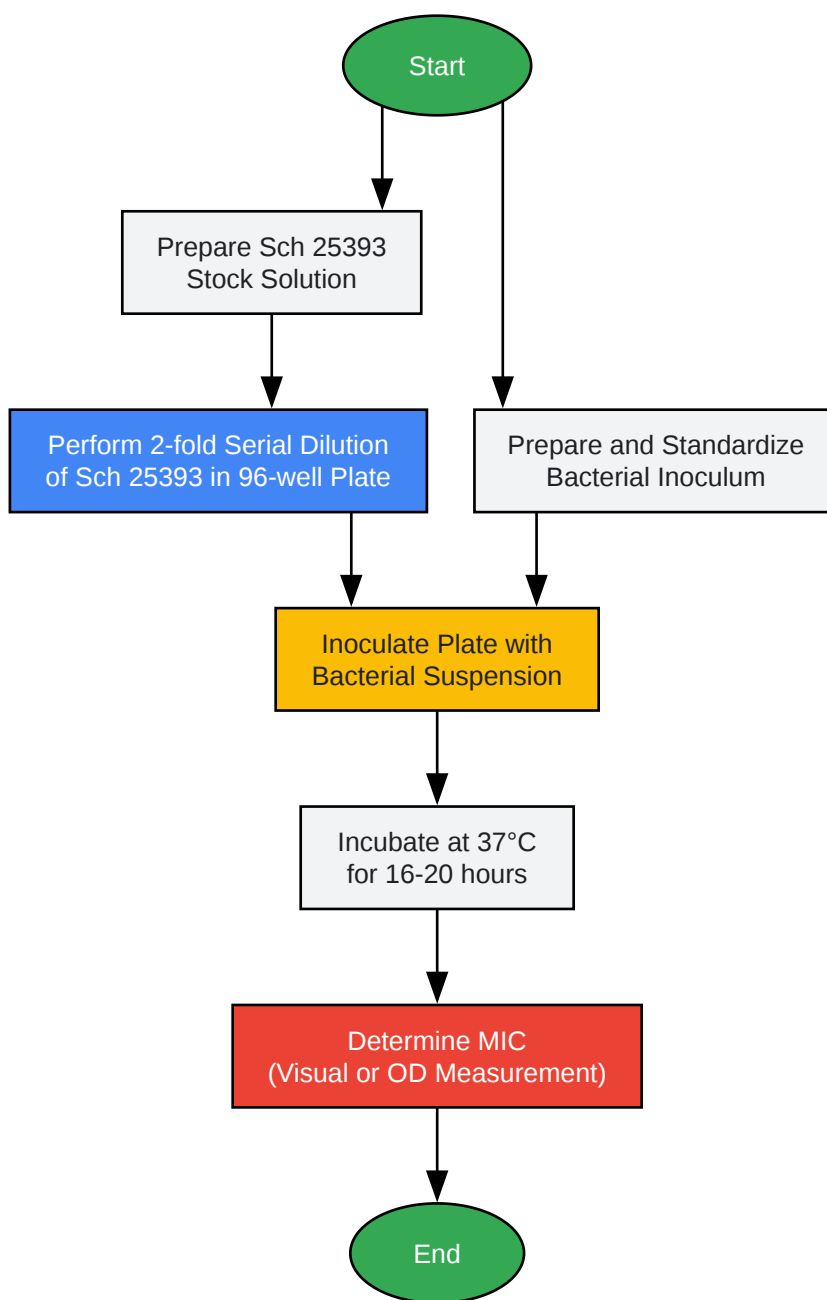 Start
Prepare Sch 25393
Stock Solution
Perform 2-fold Serial Dilution
of Sch 25393 in 96-well Plate
Prepare and Standardize
Bacterial Inoculum
Inoculate Plate with
Bacterial Suspension
Incubate at 37°C
for 16-20 hours
Determine MIC
(Visual or OD Measurement)
End